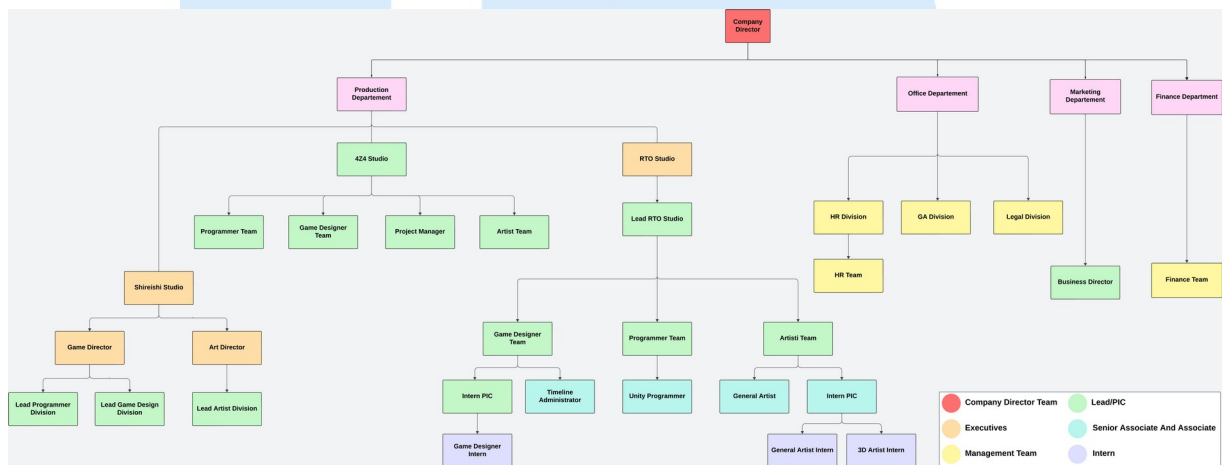 Company
Director
Production
Departement
Office Departement
Marketing
Departement
Finance Department
4Z4 Studio
RTO Studio
Programmer Team
Game Designer
Team
Project Manager
Artist Team
Lead RTO Studio
HR Division
GA Division
Legal Division
HR Team
Business Director
Finance Team
Shireishi Studio
Game Director
Art Director
Game Designer
Team
Programmer Team
Artisti Team
Lead Programmer
Division
Lead Game Design
Division
Lead Artist Division
Intern PIC
Timeline
Administrator
Unity Programmer
General Artist
Intern PIC
Game Designer
Intern
General Artist Intern
3D Artist Intern
Company Director Team
Lead/PIC
Executives
Senior Associate And Associate
Management Team
Intern